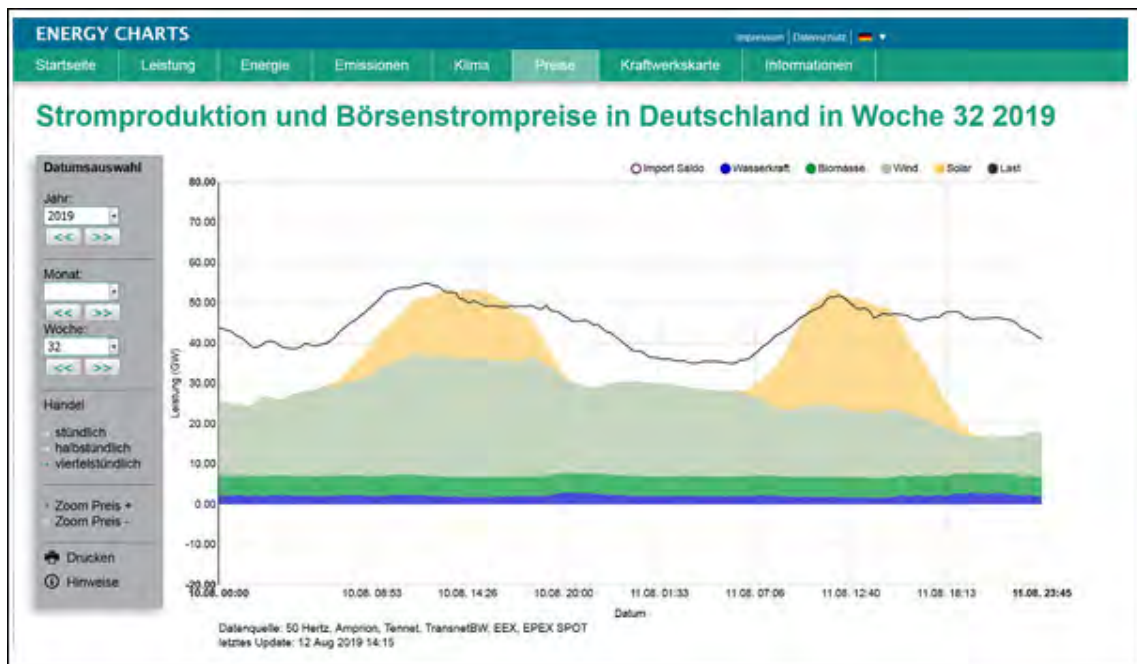 ENERGY CHARTS
Impressum | Datenschutz |
Startseite Leistung Energie Emissionen Klima Preise Kraftwerkskarte Informationen
Stromproduktion und Börsenstrompreise in Deutschland in Woche 32 2019
Datumsauswahl
Jahr:
2019
<< >>
Monat:
<< >>
Woche:
32
<< >>
Handel
stündlich
halbstündlich
viertelstündlich
Zoom Preis +
Zoom Preis -
Drucken
Hinweise
Import Saldo Wasserkraft Biomasse Wind Solar Last
Leistung (GW)
80.00
70.00
60.00
50.00
40.00
30.00
20.00
10.00
0.00
-10.00
-20.00
10.08. 00:00 10.08. 08:53 10.08. 14:26 10.08. 20:00 11.08. 01:33 11.08. 07:06 11.08. 12:40 11.08. 18:13 11.08. 23:45
Datum
Datenquelle: 50 Hertz, Amprion, Tennet, TransnetBW, EEX, EPEX SPOT
letztes Update: 12 Aug 2019 14:15